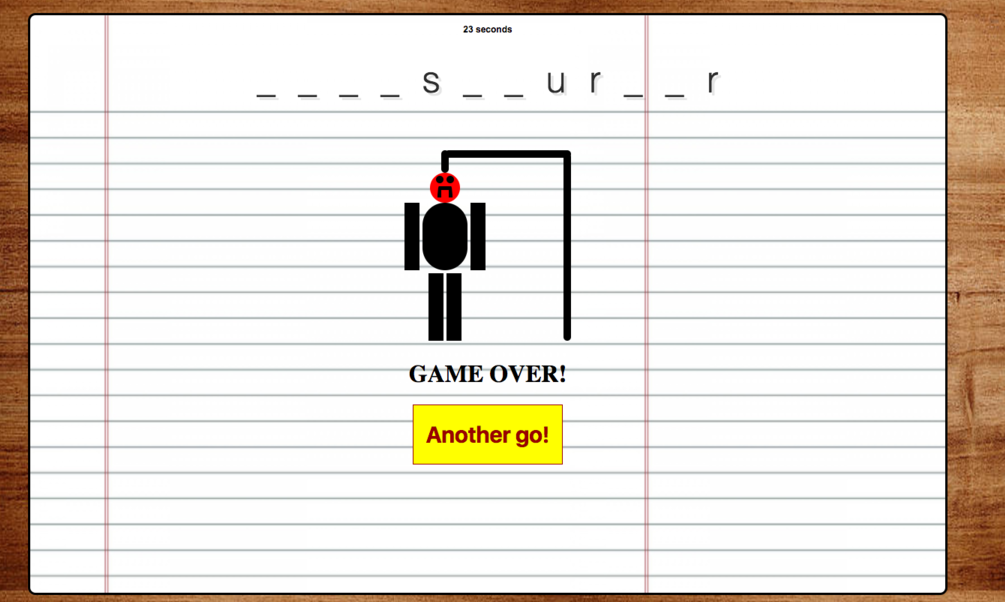 23 seconds
_ _ _ _ s _ _ u r _ _ r
GAME OVER!
Another go!